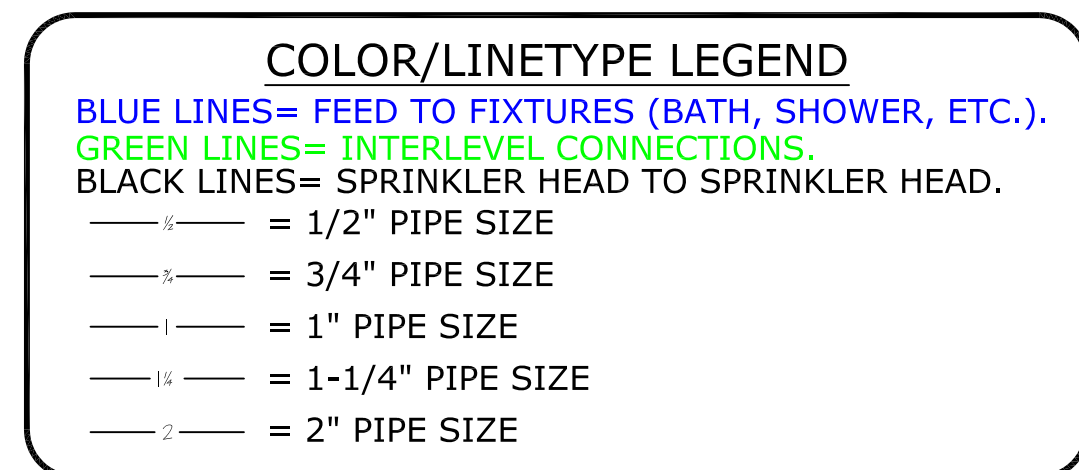 COLOR/LINETYPE LEGEND
BLUE LINES= FEED TO FIXTURES (BATH, SHOWER, ETC.).
GREEN LINES= INTERLEVEL CONNECTIONS.
BLACK LINES= SPRINKLER HEAD TO SPRINKLER HEAD.
1/2 = 1/2" PIPE SIZE
3/4 = 3/4" PIPE SIZE
1 = 1" PIPE SIZE
1 1/4 = 1-1/4" PIPE SIZE
2 = 2" PIPE SIZE